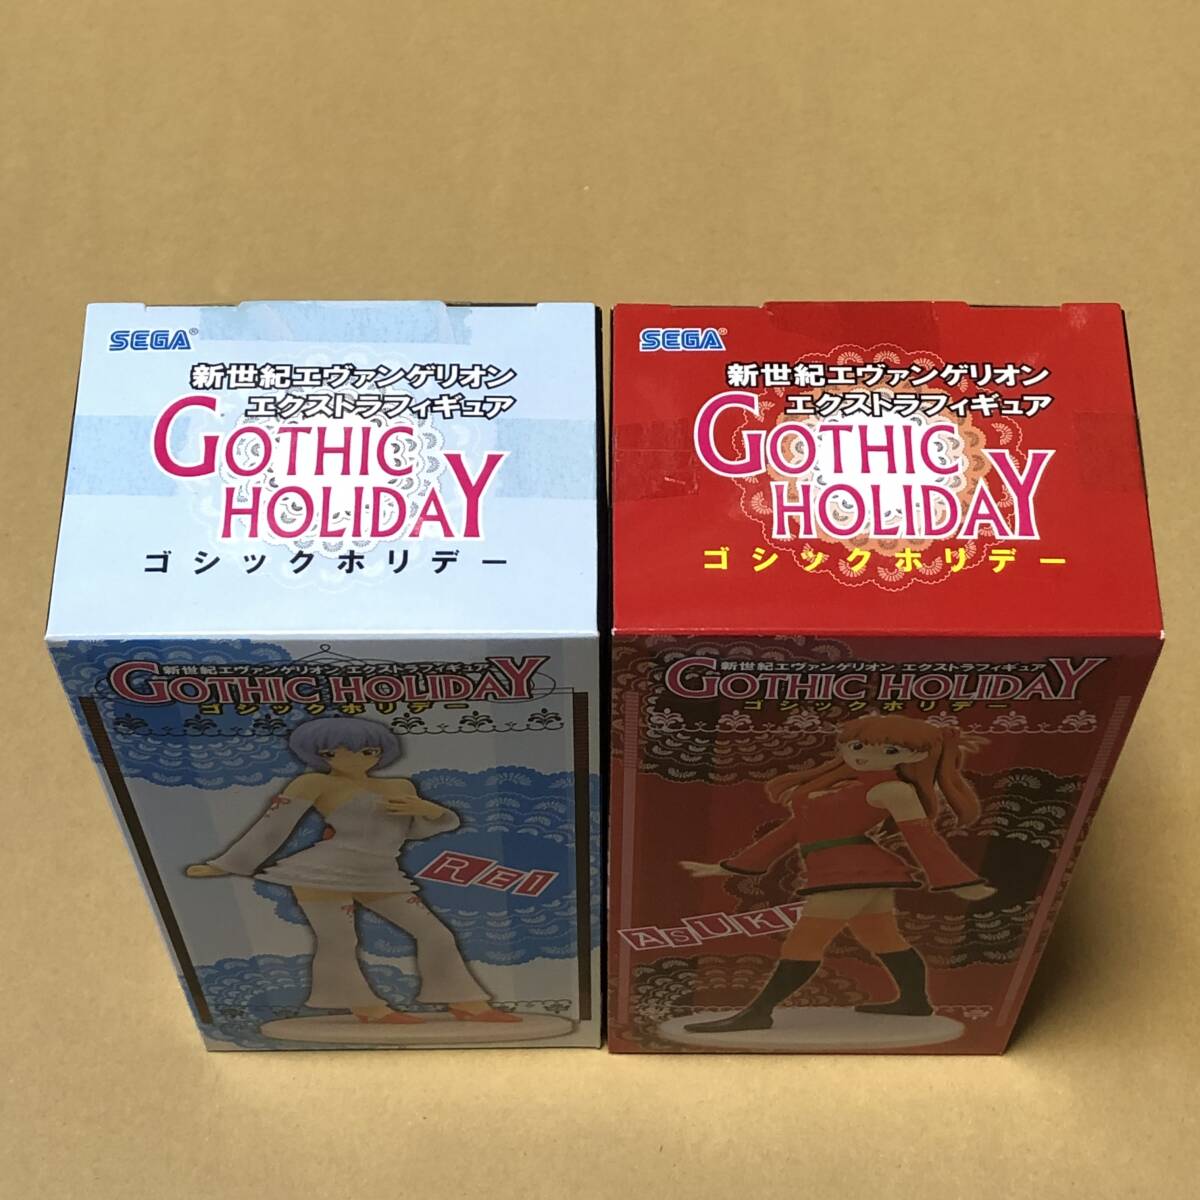 SEGA®
新世紀エヴァンゲリオン
エクストラフィギュア
GOTHIC
HOLIDAY
ゴシックホリデー
新世紀エヴァンゲリオン エクストラフィギュア
GOTHIC HOLIDAY
ゴシックホリデー
REI
SEGA®
新世紀エヴァンゲリオン
エクストラフィギュア
GOTHIC
HOLIDAY
ゴシックホリデー
新世紀エヴァンゲリオン エクストラフィギュア
GOTHIC HOLIDAY
ゴシックホリデー
ASUKA